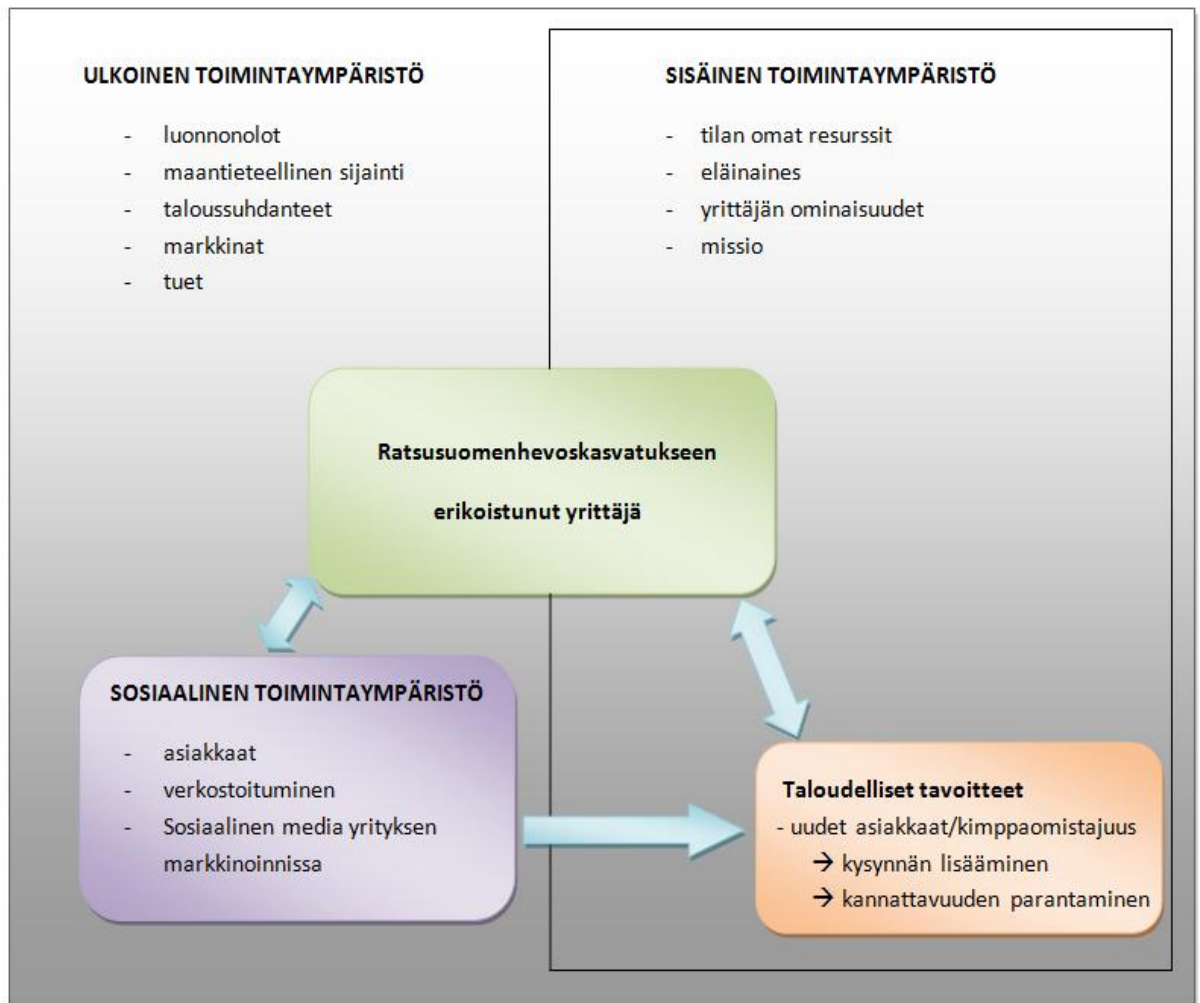 ULKOINEN TOIMINTAYMPÄRISTÖ
- luonnonolot
- maantieteellinen sijainti
- taloussuhdanteet
- markkinat
- tuet
SISÄINEN TOIMINTAYMPÄRISTÖ
- tilan omat resurssit
- eläinaines
- yrittäjän ominaisuudet
- missio
Ratsusuomenhevoskasvatukseen
erikoistunut yrittäjä
SOSIAALINEN TOIMINTAYMPÄRISTÖ
- asiakkaat
- verkostoituminen
- Sosiaalinen media yrityksen
markkinoinnissa
Taloudelliset tavoitteet
- uudet asiakkaat/kimppaomistajuus
→ kysynnän lisääminen
→ kannattavuuden parantaminen